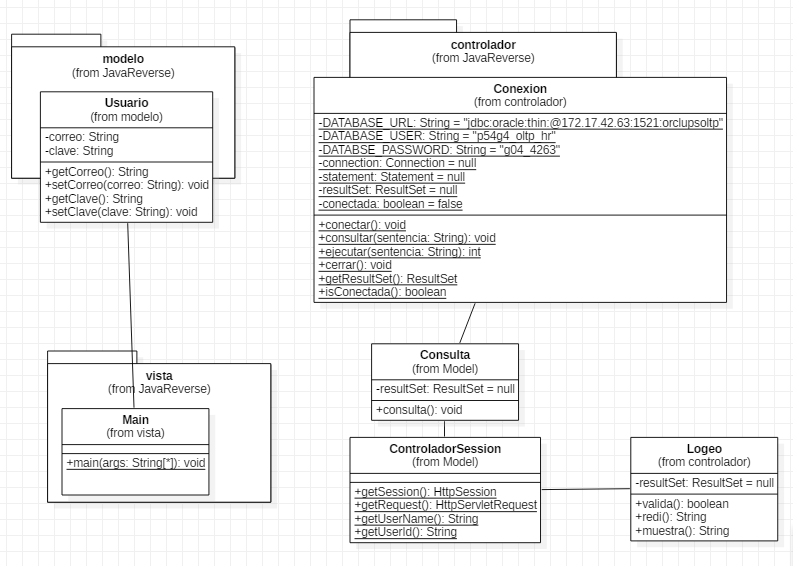 modelo
(from JavaReverse)
Usuario
(from modelo)
-correo: String
-clave: String
+getCorreo(): String
+setCorreo(correo: String): void
+getClave(): String
+setClave(clave: String): void
controlador
(from JavaReverse)
Conexion
(from controlador)
-DATABASE_URL: String = "jdbc:oracle:thin:@172.17.42.63:1521:orclupsoltp"
-DATABASE_USER: String = "p54g4_oltp_hr"
-DATABSE_PASSWORD: String = "g04_4263"
-connection: Connection = null
-statement: Statement = null
-resultSet: ResultSet = null
-conectada: boolean = false
+conectar(): void
+consultar(sentencia: String): void
+ejecutar(sentencia: String): int
+cerrar(): void
+getResultSet(): ResultSet
+isConectada(): boolean
vista
(from JavaReverse)
Main
(from vista)
+main(args: String[*]): void
Consulta
(from Model)
-resultSet: ResultSet = null
+consulta(): void
ControladorSession
(from Model)
+getSession(): HttpSession
+getRequest(): HttpServletRequest
+getUserName(): String
+getUserId(): String
Logeo
(from controlador)
-resultSet: ResultSet = null
+valida(): boolean
+redi(): String
+muestra(): String